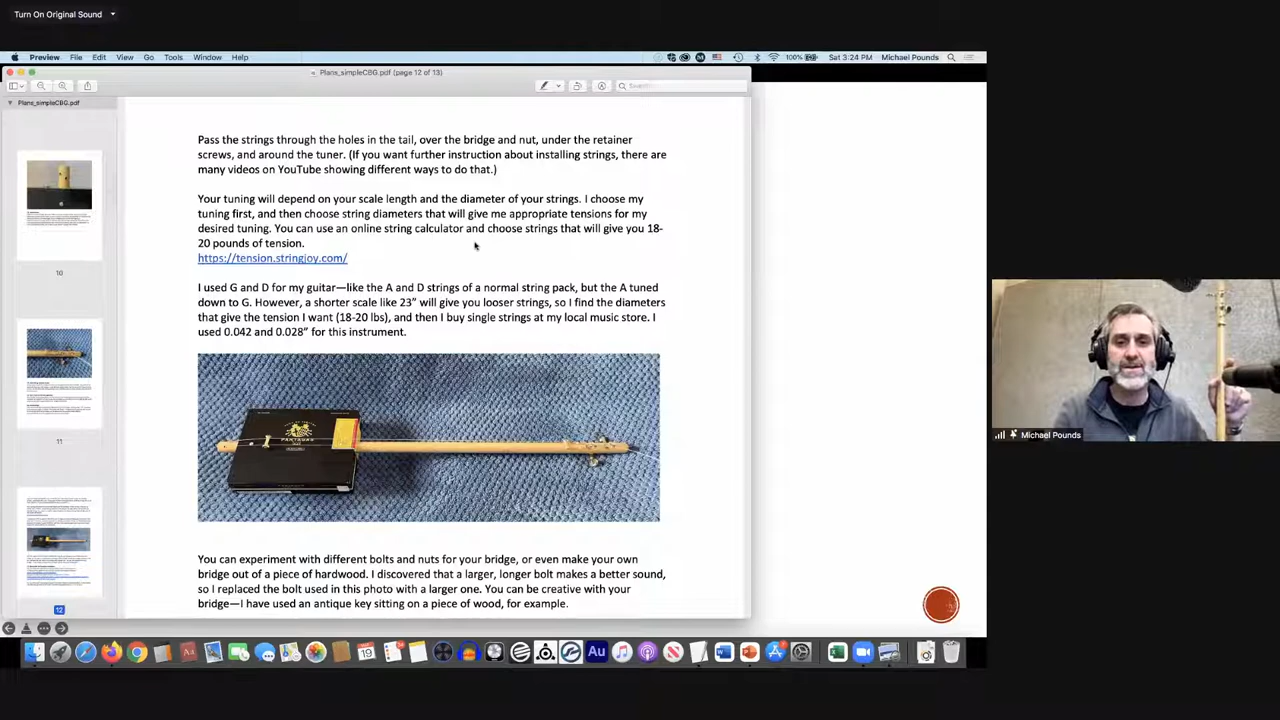 Turn On Original Sound
Preview File Edit View Go Tools Window Help
100% Sat 3:24 PM Michael Pounds
Plans_simpleCBG.pdf (page 12 of 13)
Search
Plans_simpleCBG.pdf
Pass the strings through the holes in the tail, over the bridge and nut, under the retainer
screws, and around the tuner. (If you want further instruction about installing strings, there are
many videos on YouTube showing different ways to do that.)
Your tuning will depend on your scale length and the diameter of your strings. I choose my
tuning first, and then choose string diameters that will give me appropriate tensions for my
desired tuning. You can use an online string calculator and choose strings that will give you 18-
20 pounds of tension.
https://tension.stringjoy.com/
I used G and D for my guitar—like the A and D strings of a normal string pack, but the A tuned
down to G. However, a shorter scale like 23” will give you looser strings, so I find the diameters
that give the tension I want (18-20 lbs), and then I buy single strings at my local music store. I
used 0.042 and 0.028” for this instrument.
You can experiment with different bolts and nuts for your bridge, or even make your own
bridge out of a piece of hardwood. I discovered that a larger, longer bolt makes a better sound,
so I replaced the bolt used in this photo with a larger one. You can be creative with your
bridge—I have used an antique key sitting on a piece of wood, for example.
10
11
12
Michael Pounds
19
Au